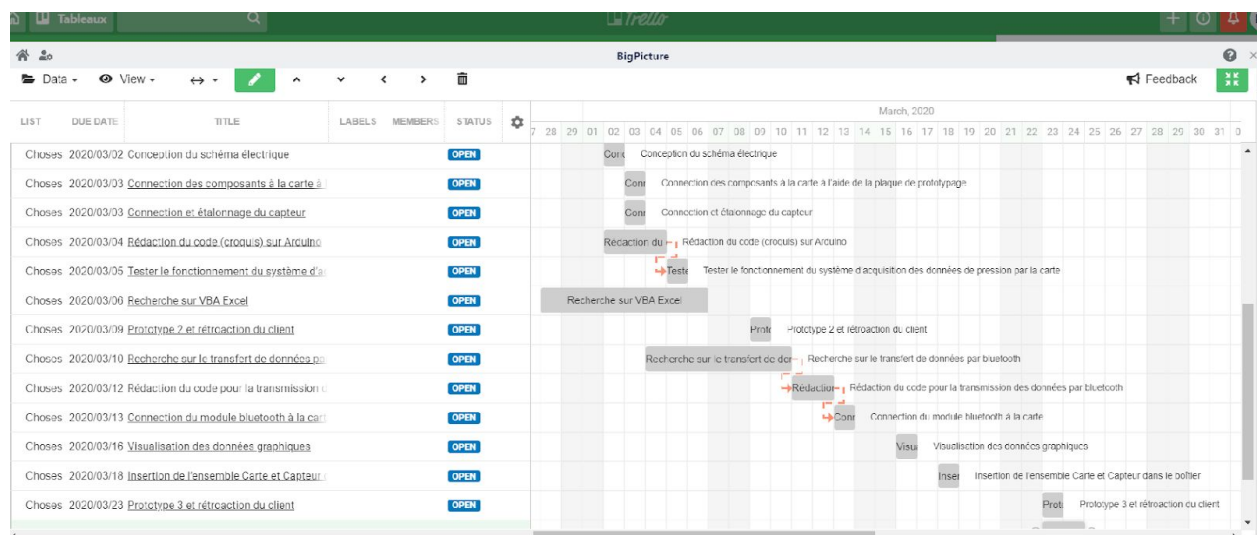 Tableaux
Trello
BigPicture
Data View Feedback
March, 2020
LIST DUE DATE TITLE LABELS MEMBERS STATUS
7 28 29 01 02 03 04 05 06 07 08 09 10 11 12 13 14 15 16 17 18 19 20 21 22 23 24 25 26 27 28 29 30 31 0
Choses 2020/03/02 Conception du schéma électrique OPEN Conc Conception du schéma électrique
Choses 2020/03/03 Connection des composants à la carte à l OPEN Conn Connection des composants à la carte à l'aide de la plaque de prototypage
Choses 2020/03/03 Connection et étalonnage du capteur OPEN Conn Connection et étalonnage du capteur
Choses 2020/03/04 Rédaction du code (croquis) sur Arduino OPEN Rédaction du Rédaction du code (croquis) sur Arduino
Choses 2020/03/05 Tester le fonctionnement du système d'a OPEN Teste Tester le fonctionnement du système d'acquisition des données de pression par la carte
Choses 2020/03/06 Recherche sur VBA Excel OPEN Recherche sur VBA Excel
Choses 2020/03/09 Prototype 2 et rétroaction du client OPEN Proto Prototype 2 et rétroaction du client
Choses 2020/03/10 Recherche sur le transfert de données pa OPEN Recherche sur le transfert de don Recherche sur le transfert de données par bluetooth
Choses 2020/03/12 Rédaction du code pour la transmission d OPEN Rédaction Rédaction du code pour la transmission des données par bluetooth
Choses 2020/03/13 Connection du module bluetooth à la cart OPEN Conn Connection du module bluetooth à la carte
Choses 2020/03/16 Visualisation des données graphiques OPEN Visu Visualisation des données graphiques
Choses 2020/03/18 Insertion de l'ensemble Carte et Capteur OPEN Inser Insertion de l'ensemble Carte et Capteur dans le boîtier
Choses 2020/03/23 Prototype 3 et rétroaction du client OPEN Proto Prototype 3 et rétroaction du client